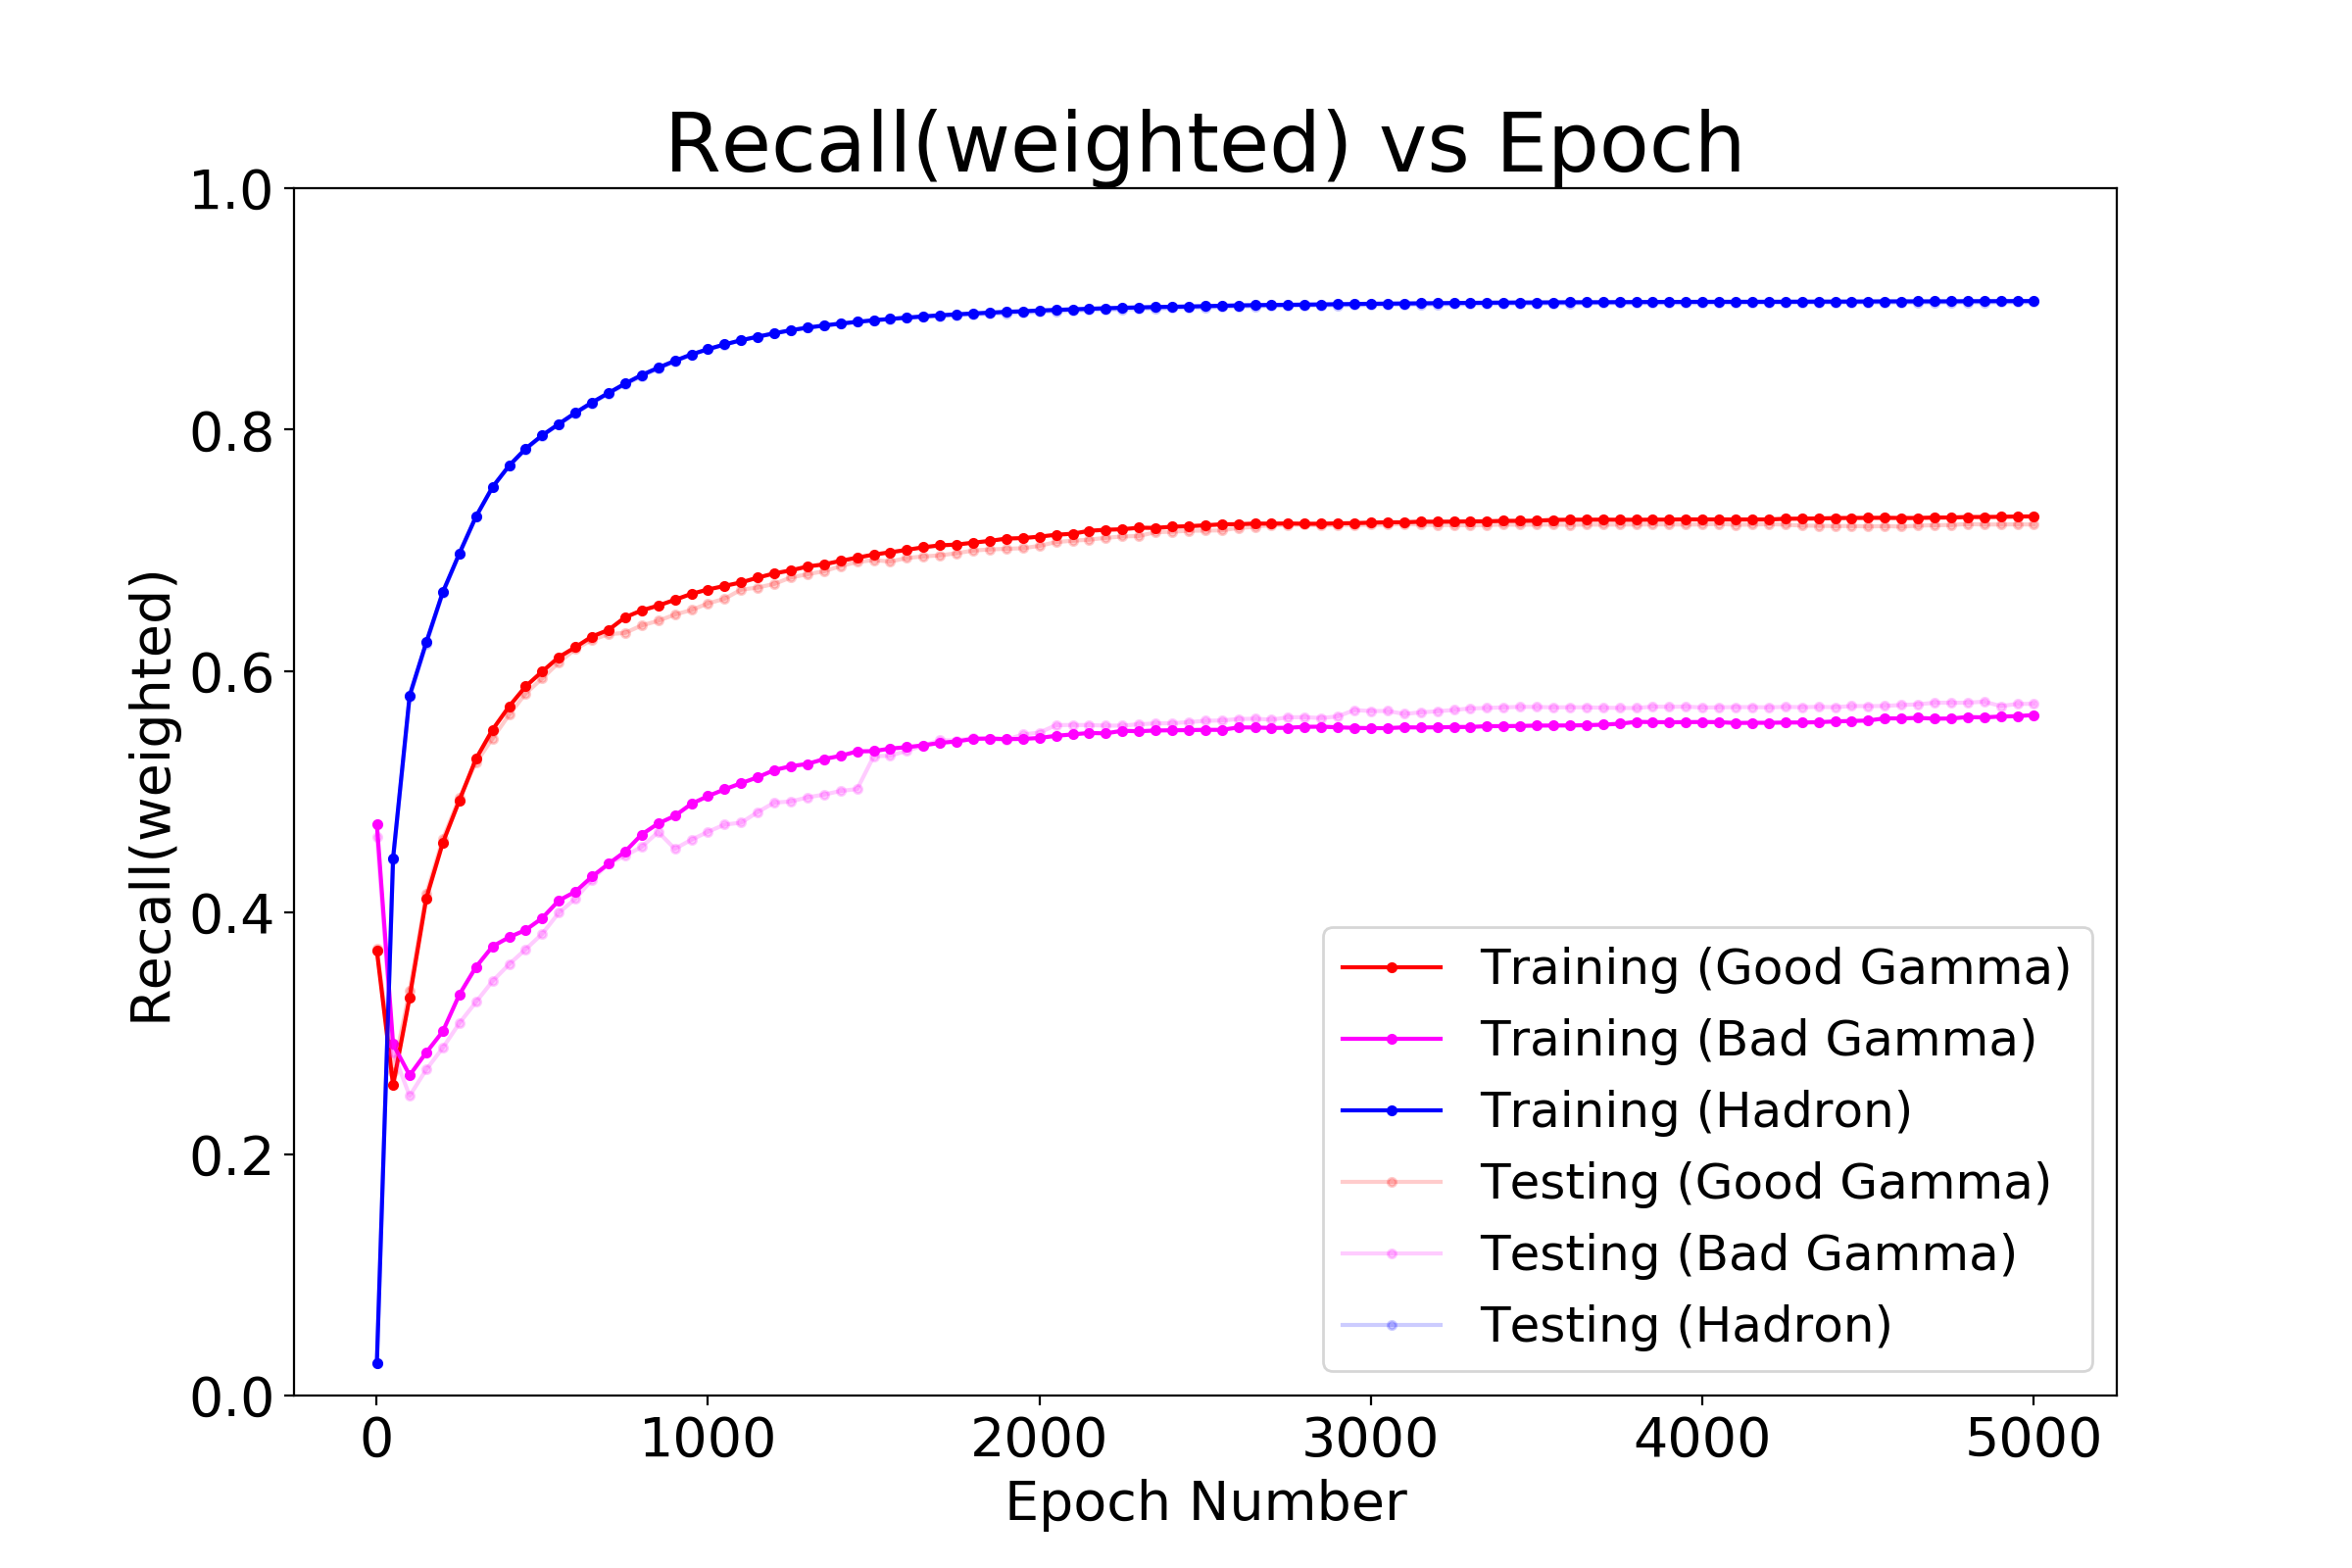 Recall(weighted) vs Epoch
1.0
0.8
0.6
0.4
0.2
0.0
Recall(weighted)
Training (Good Gamma)
Training (Bad Gamma)
Training (Hadron)
Testing (Good Gamma)
Testing (Bad Gamma)
Testing (Hadron)
0 1000 2000 3000 4000 5000
Epoch Number